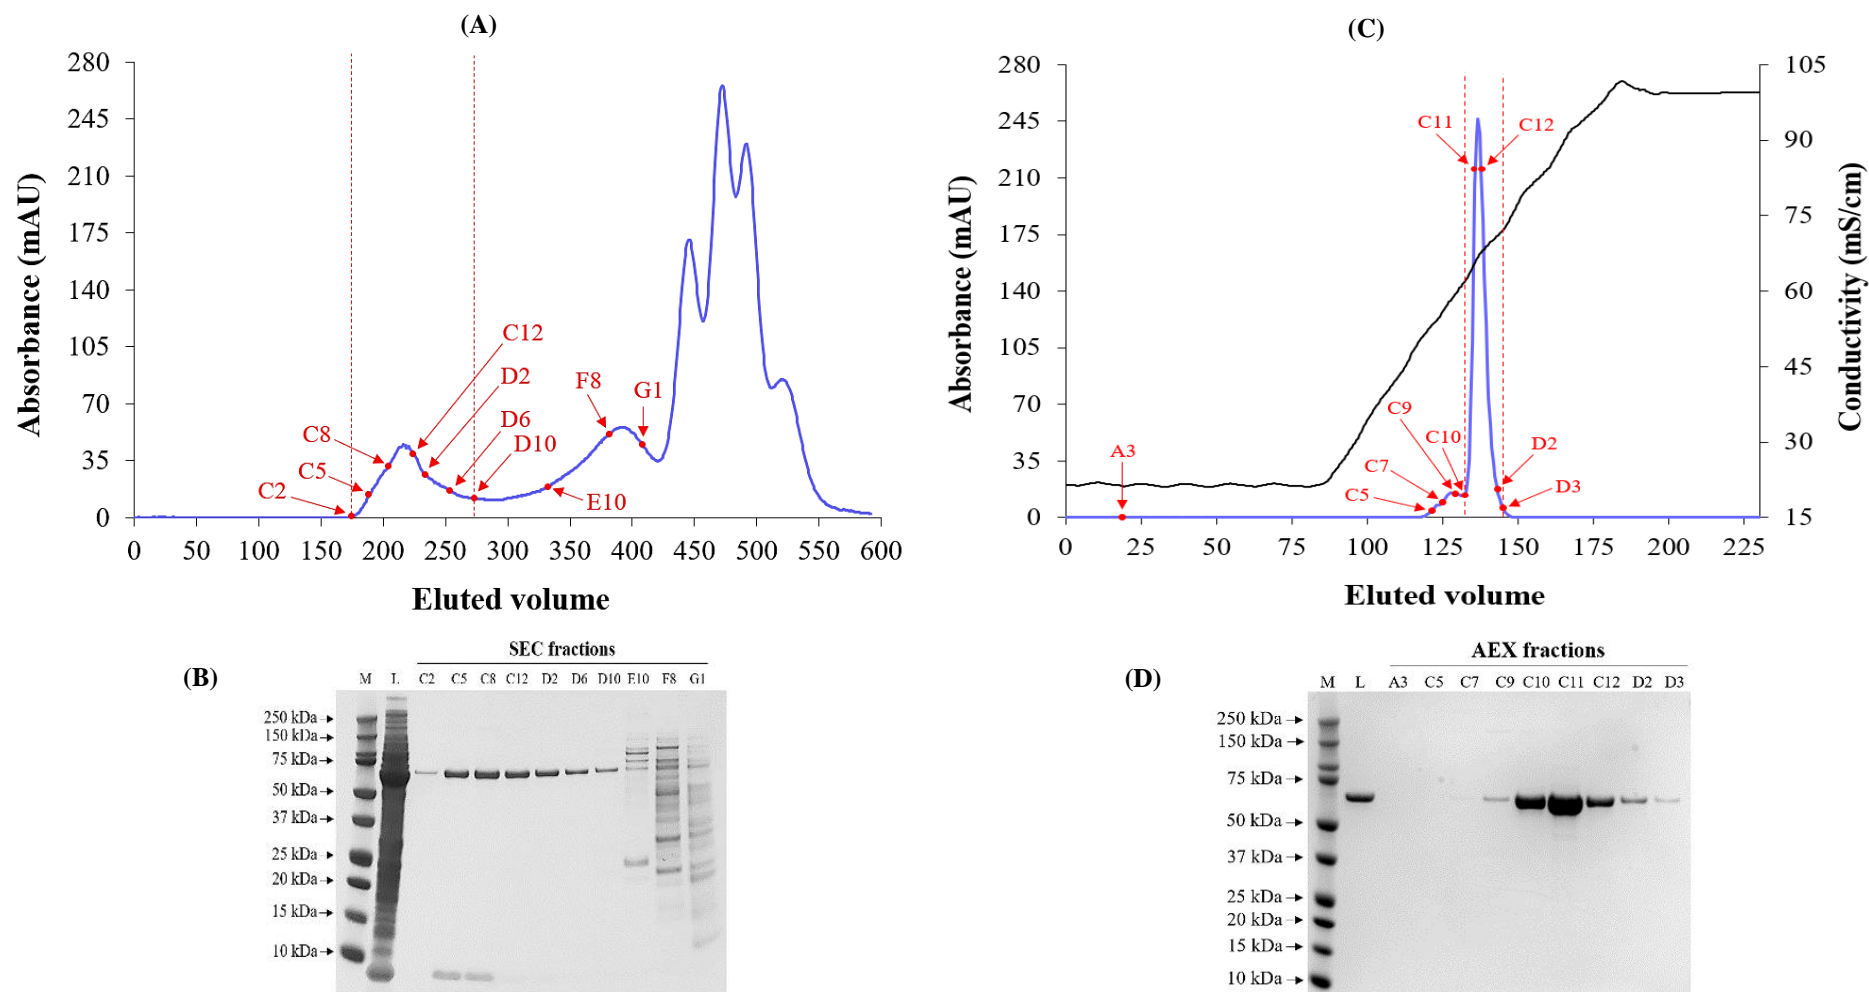 (A)
280
245
210
175
140
105
70
35
0
Absorbance (mAU)
C2
C5
C8
C12
D2
D6
D10
E10
F8
G1
0 50 100 150 200 250 300 350 400 450 500 550 600
Eluted volume
(C)
280
245
210
175
140
105
70
35
0
Absorbance (mAU)
105
90
75
60
45
30
15
Conductivity (mS/cm)
C11
C12
C9
C10
A3
C7
C5
D2
D3
0 25 50 75 100 125 150 175 200 225
Eluted volume
(B)
SEC fractions
M L C2 C5 C8 C12 D2 D6 D10 E10 F8 G1
250 kDa
150 kDa
75 kDa
50 kDa
37 kDa
25 kDa
20 kDa
15 kDa
10 kDa
(D)
AEX fractions
M L A3 C5 C7 C9 C10 C11 C12 D2 D3
250 kDa
150 kDa
75 kDa
50 kDa
37 kDa
25 kDa
20 kDa
15 kDa
10 kDa